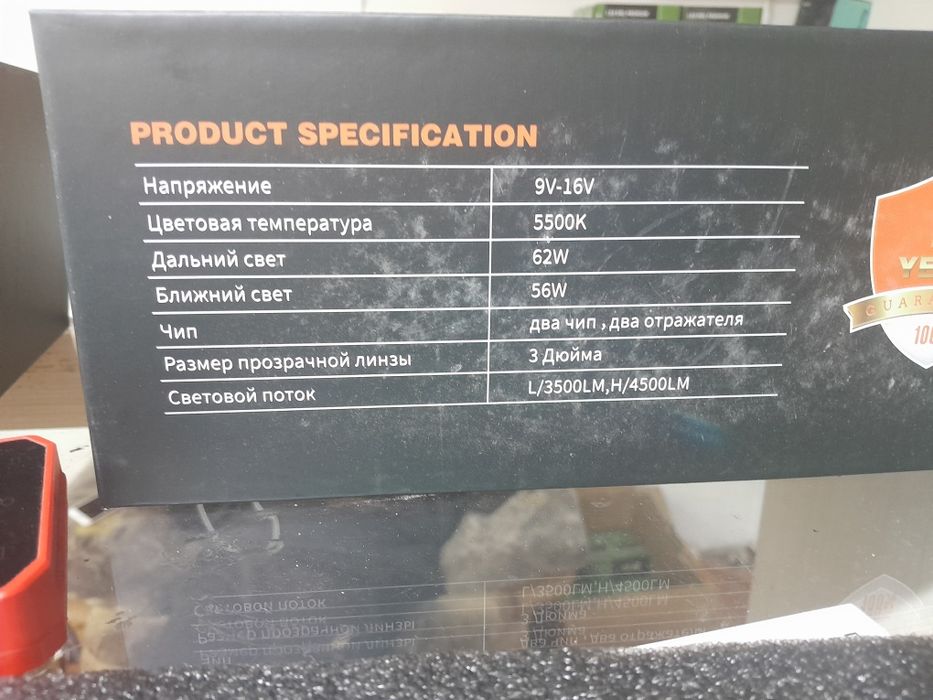 PRODUCT SPECIFICATION
Напряжение 9V-16V
Цветовая температура 5500K
Дальний свет 62W
Ближний свет 56W
Чип два чип , два отражателя
Размер прозрачной линзы 3 Дюйма
Световой поток L/3500LM,H/4500LM